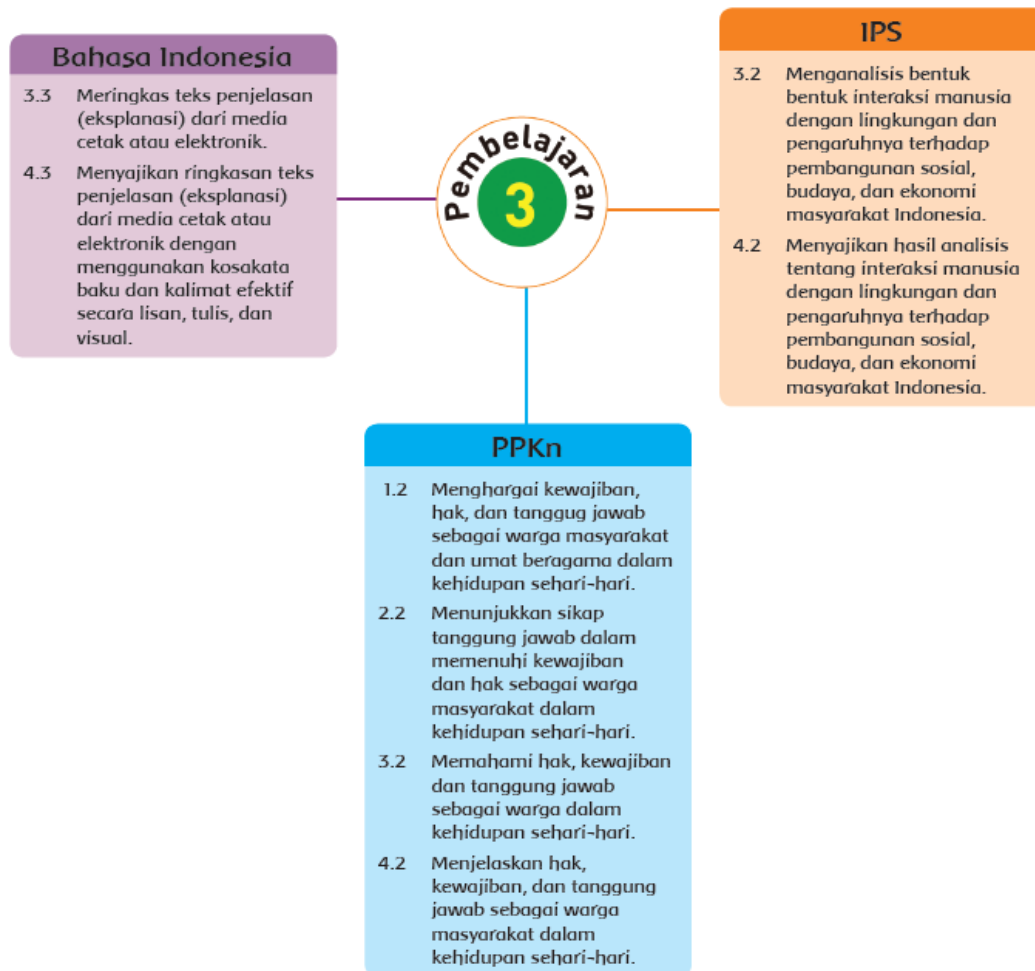 Bahasa Indonesia
3.3 Meringkas teks penjelasan
(eksplanasi) dari media
cetak atau elektronik.
4.3 Menyajikan ringkasan teks
penjelasan (eksplanasi)
dari media cetak atau
elektronik dengan
menggunakan kosakata
baku dan kalimat efektif
secara lisan, tulis, dan
visual.
Pembelajaran
3
IPS
3.2 Menganalisis bentuk
bentuk interaksi manusia
dengan lingkungan dan
pengaruhnya terhadap
pembangunan sosial,
budaya, dan ekonomi
masyarakat Indonesia.
4.2 Menyajikan hasil analisis
tentang interaksi manusia
dengan lingkungan dan
pengaruhnya terhadap
pembangunan sosial,
budaya, dan ekonomi
masyarakat Indonesia.
PPKn
1.2 Menghargai kewajiban,
hak, dan tanggug jawab
sebagai warga masyarakat
dan umat beragama dalam
kehidupan sehari-hari.
2.2 Menunjukkan sikap
tanggung jawab dalam
memenuhi kewajiban
dan hak sebagai warga
masyarakat dalam
kehidupan sehari-hari.
3.2 Memahami hak, kewajiban
dan tanggung jawab
sebagai warga dalam
kehidupan sehari-hari.
4.2 Menjelaskan hak,
kewajiban, dan tanggung
jawab sebagai warga
masyarakat dalam
kehidupan sehari-hari.